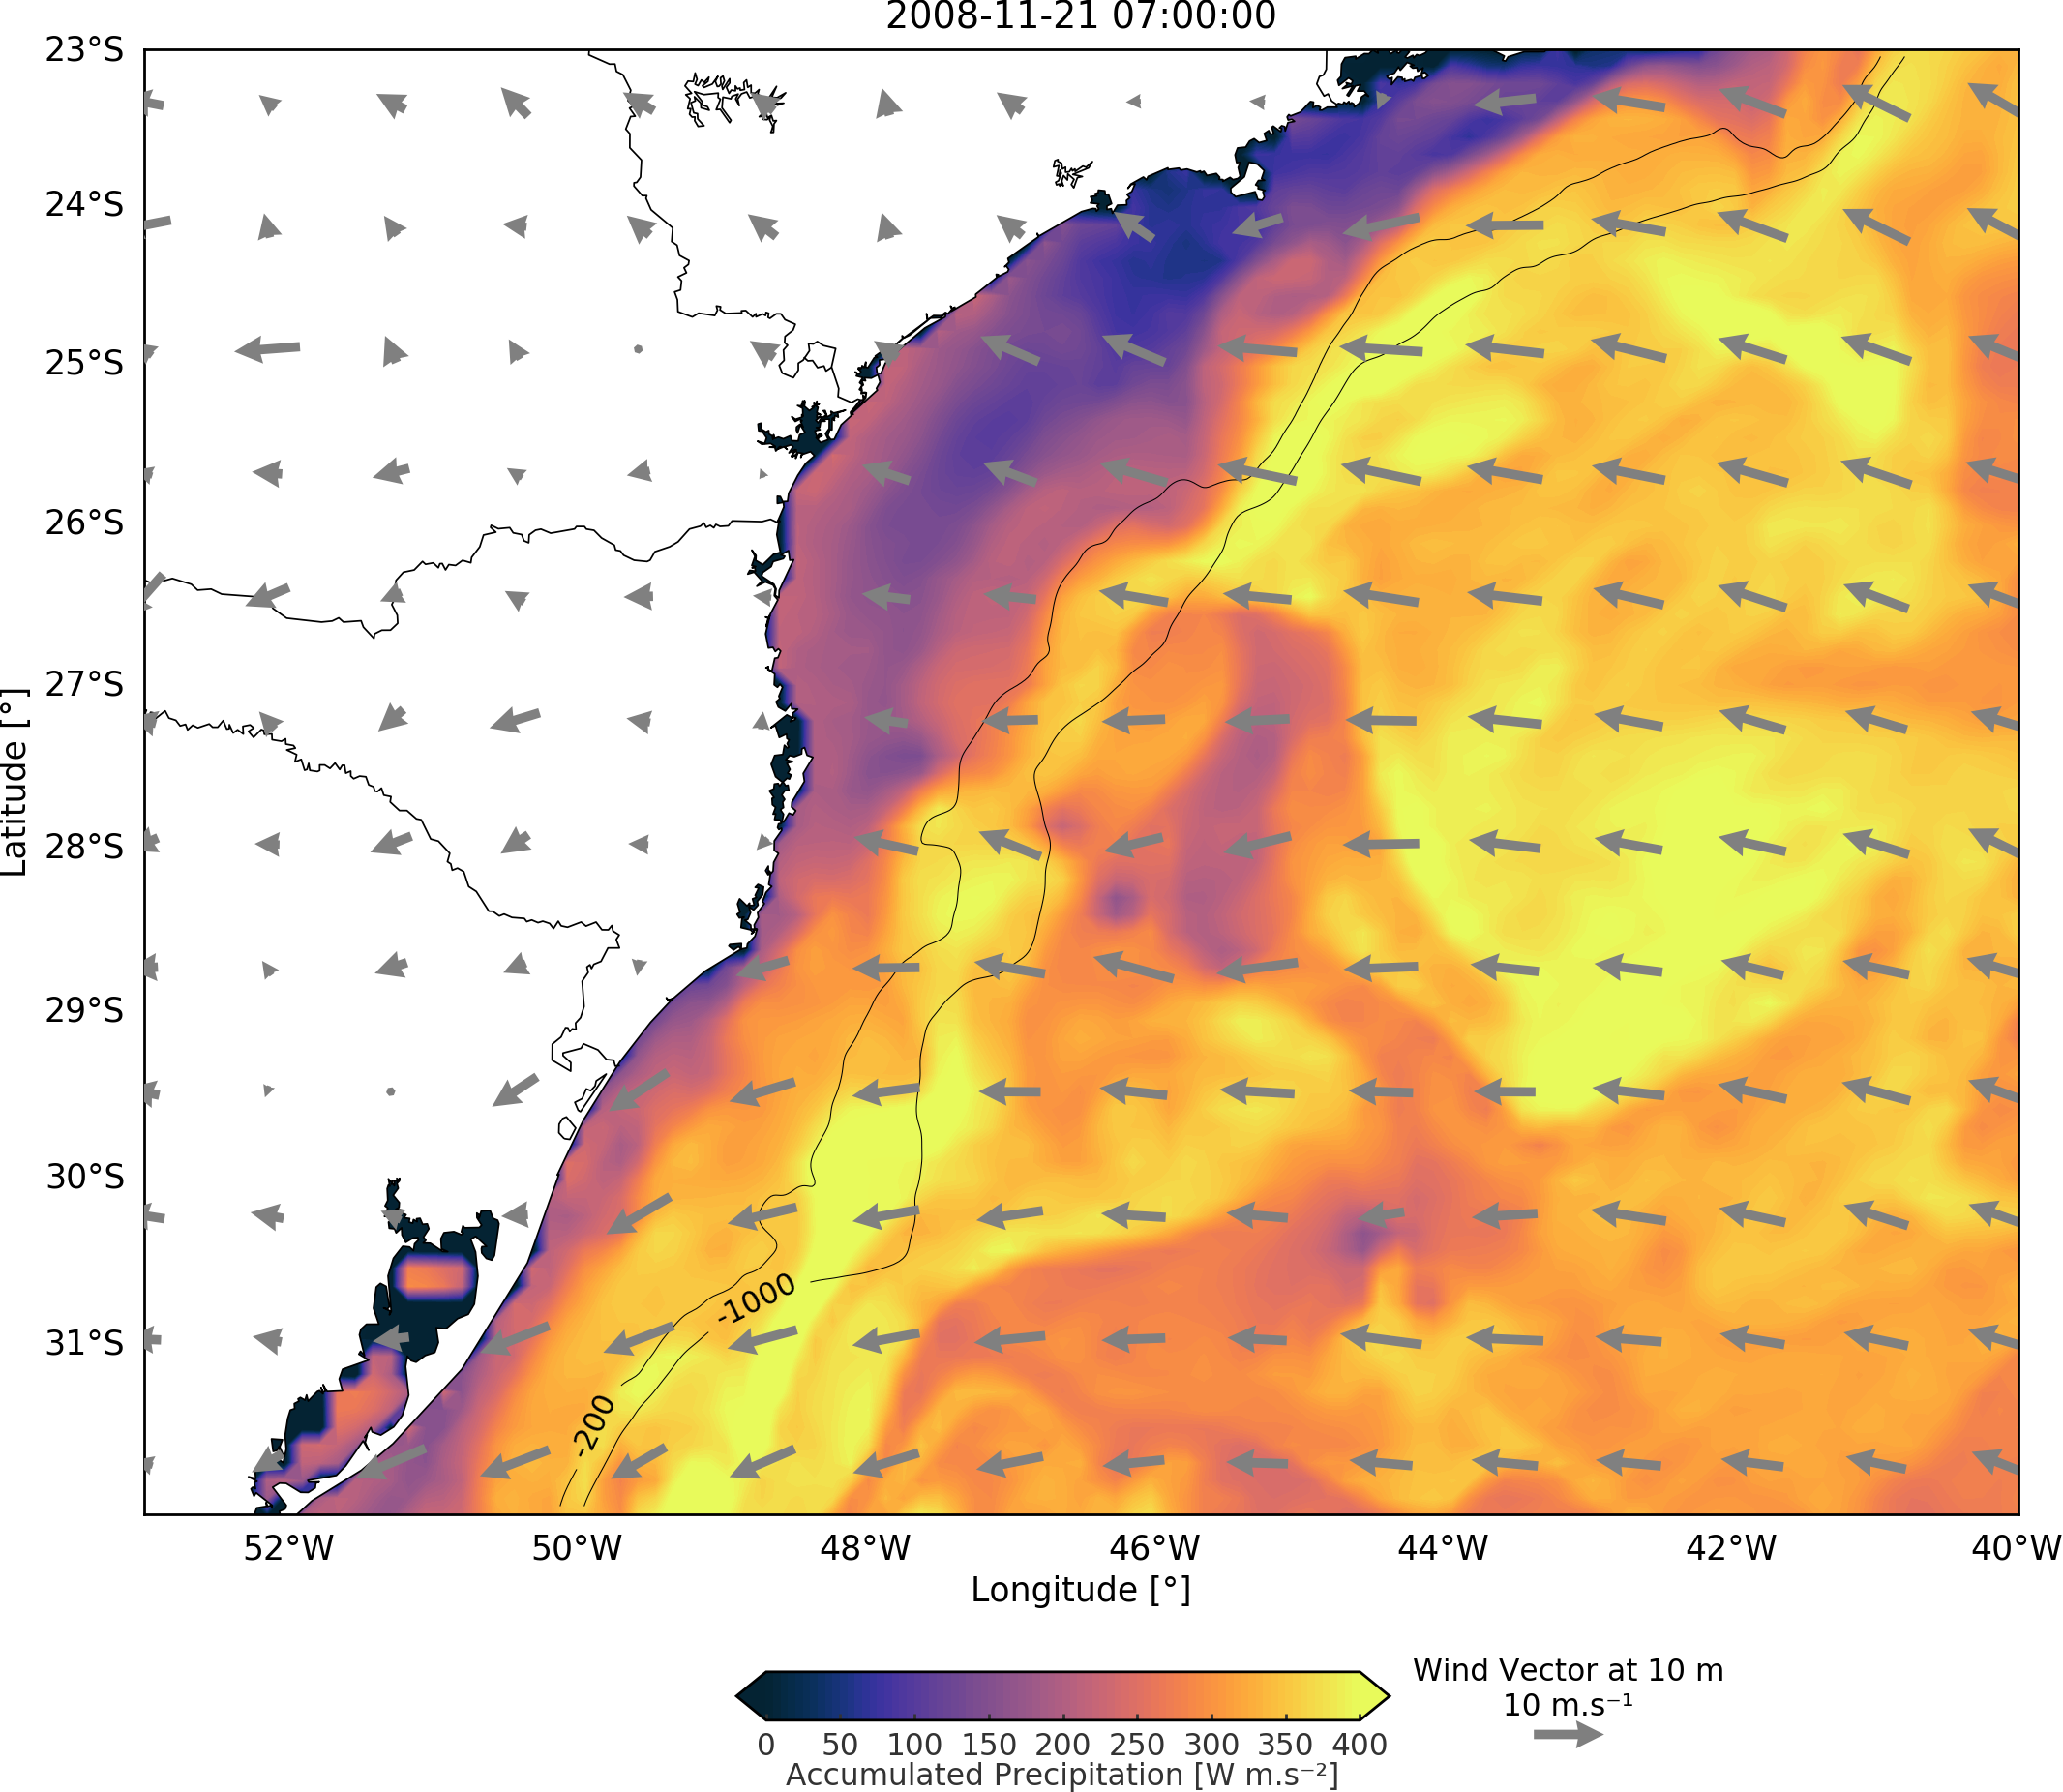 2008-11-21 07:00:00
23°S
24°S
25°S
26°S
27°S
28°S
29°S
30°S
31°S
Latitude [°]
-1000
-200
52°W 50°W 48°W 46°W 44°W 42°W 40°W
Longitude [°]
Wind Vector at 10 m
10 m.s⁻¹
0 50 100 150 200 250 300 350 400
Accumulated Precipitation [W m.s⁻²]